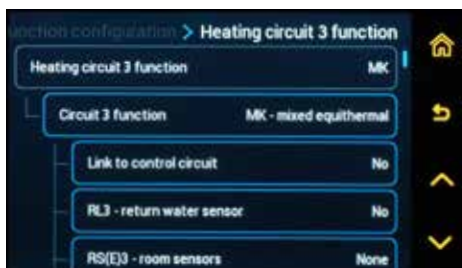 configuration > Heating circuit 3 function
Heating circuit 3 function MK
Circuit 3 function MK - mixed equithermal
Link to control circuit No
RL3 - return water sensor No
RS(E)3 - room sensors None